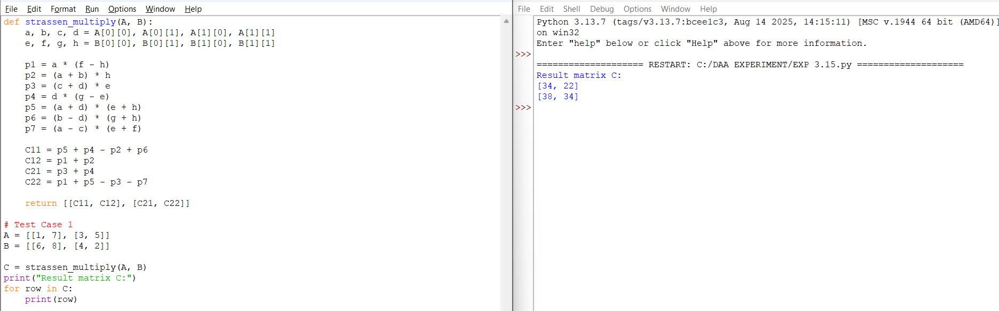 File Edit Format Run Options Window Help
def strassen_multiply(A, B):
    a, b, c, d = A[0][0], A[0][1], A[1][0], A[1][1]
    e, f, g, h = B[0][0], B[0][1], B[1][0], B[1][1]

    p1 = a * (f - h)
    p2 = (a + b) * h
    p3 = (c + d) * e
    p4 = d * (g - e)
    p5 = (a + d) * (e + h)
    p6 = (b - d) * (g + h)
    p7 = (a - c) * (e + f)

    C11 = p5 + p4 - p2 + p6
    C12 = p1 + p2
    C21 = p3 + p4
    C22 = p1 + p5 - p3 - p7

    return [[C11, C12], [C21, C22]]

# Test Case 1
A = [[1, 7], [3, 5]]
B = [[6, 8], [4, 2]]

C = strassen_multiply(A, B)
print("Result matrix C:")
for row in C:
    print(row)
File Edit Shell Debug Options Window Help
Python 3.13.7 (tags/v3.13.7:bcee1c3, Aug 14 2025, 14:15:11) [MSC v.1944 64 bit (AMD64)]
on win32
Enter "help" below or click "Help" above for more information.
>>>
==================== RESTART: C:/DAA EXPERIMENT/EXP 3.15.py ====================
Result matrix C:
[34, 22]
[38, 34]
>>>